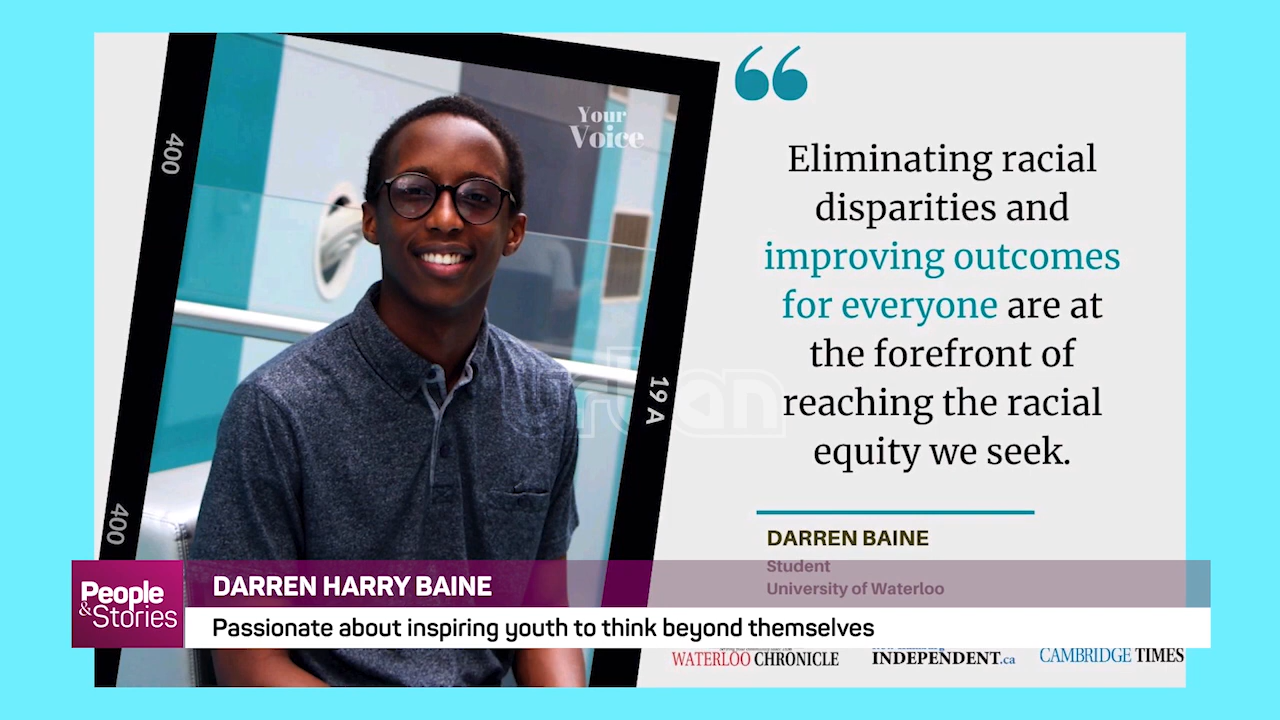 400
400
19 A
Your
Voice
“
Eliminating racial
disparities and
improving outcomes
for everyone are at
the forefront of
reaching the racial
equity we seek.
urban
DARREN BAINE
Student
University of Waterloo
People
&Stories
DARREN HARRY BAINE
Passionate about inspiring youth to think beyond themselves
WATERLOO CHRONICLE
INDEPENDENT.ca
CAMBRIDGE TIMES